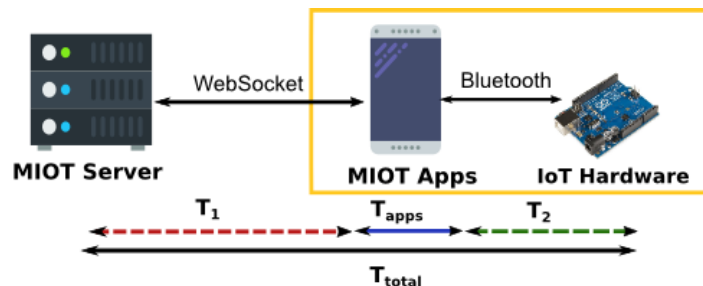 WebSocket
Bluetooth
MIOT Server
MIOT Apps
IoT Hardware
T1
Tapps
T2
Ttotal